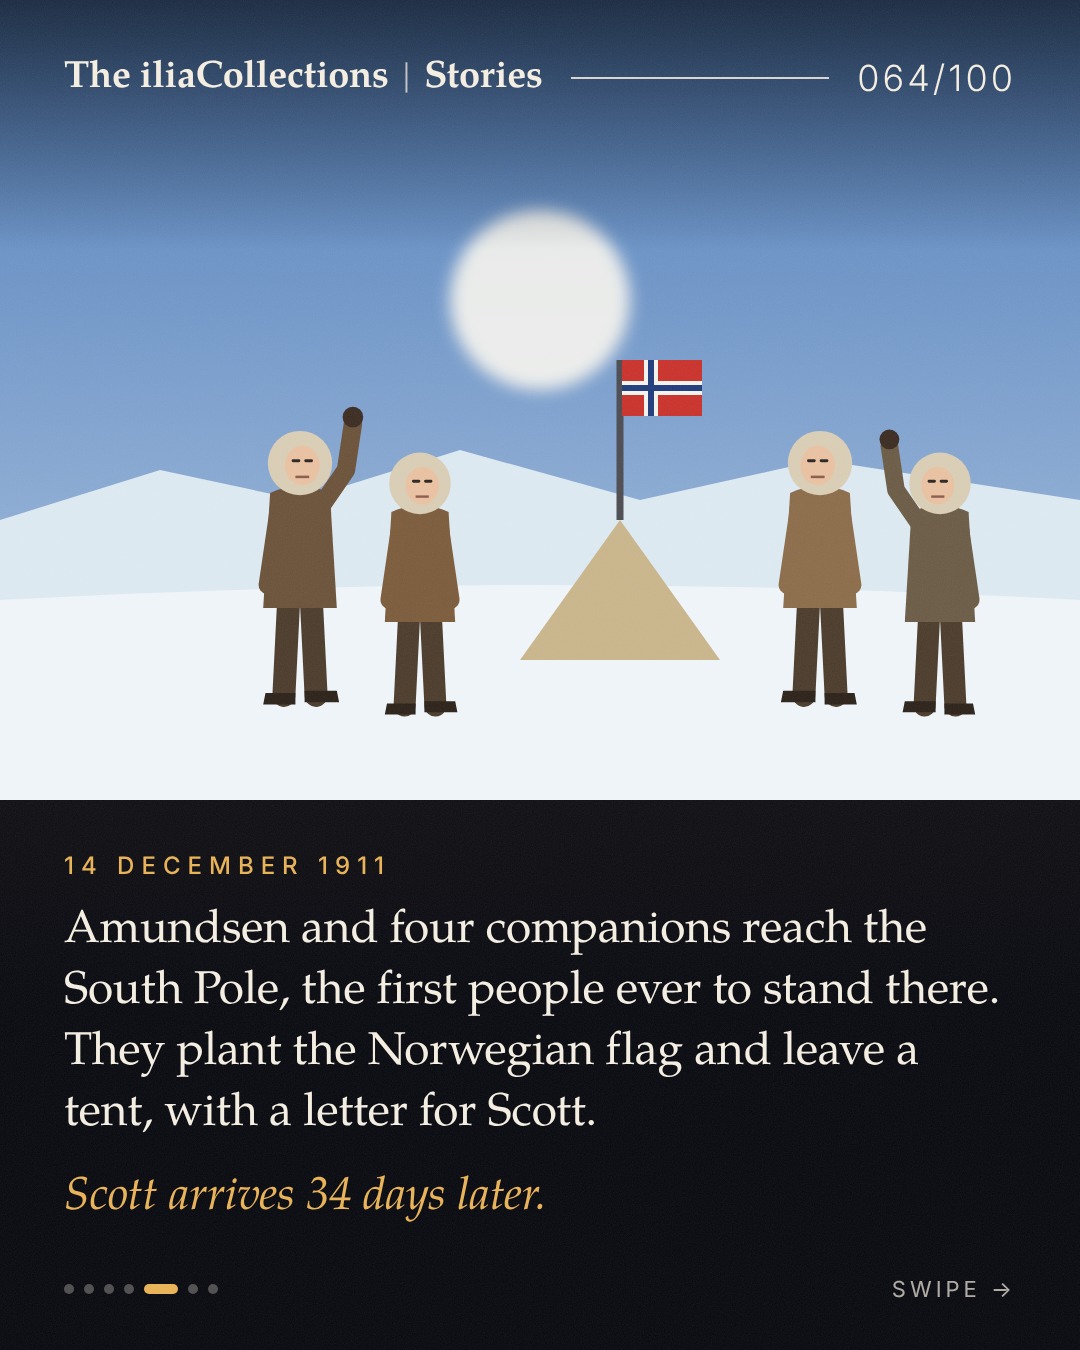 The iliaCollections | Stories 064/100
14 DECEMBER 1911
Amundsen and four companions reach the
South Pole, the first people ever to stand there.
They plant the Norwegian flag and leave a
tent, with a letter for Scott.
Scott arrives 34 days later.
SWIPE →